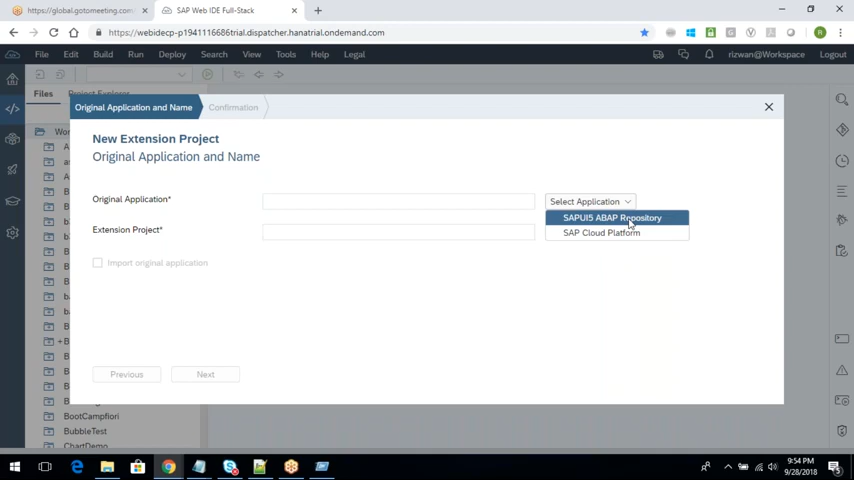 https://global.gotomeeting.com/
SAP Web IDE Full-Stack
https://webidecp-p1941116686trial.dispatcher.hanatrial.ondemand.com
File Edit Build Run Deploy Search View Tools Help Legal
rizwan@Workspace Logout
Files Project Explorer
Original Application and Name
Confirmation
New Extension Project
Original Application and Name
Original Application*
Select Application
SAPUI5 ABAP Repository
SAP Cloud Platform
Extension Project*
Import original application
Previous
Next
BootCampfiori
BubbleTest
ChartDemo
9:54 PM
9/28/2018